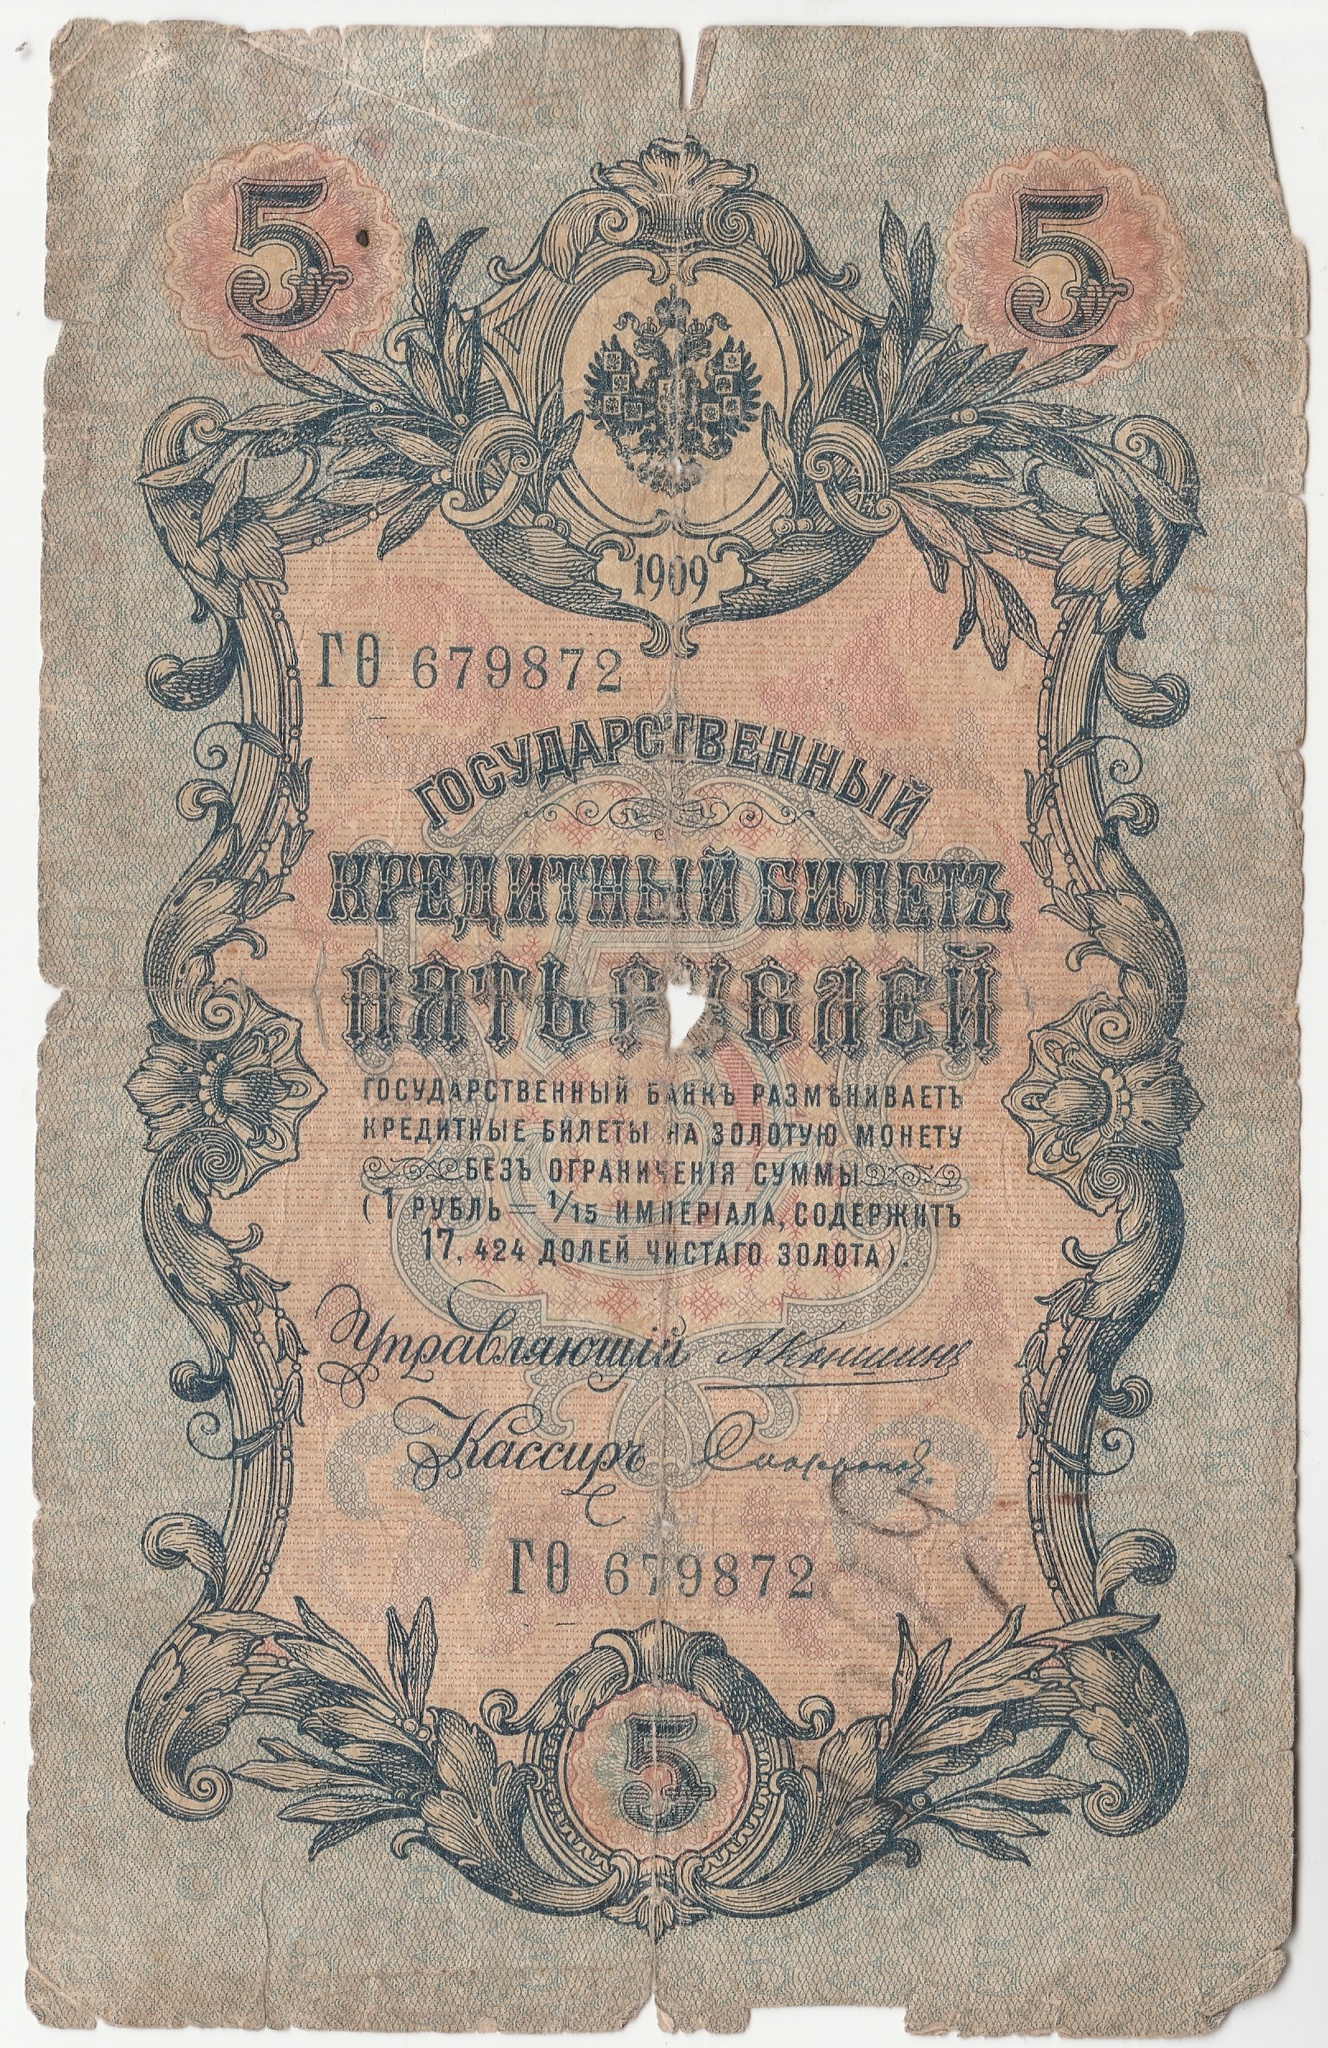 5 5
1909
ГѲ 679872
ГОСУДАРСТВЕННЫЙ
КРЕДИТНЫЙ БИЛЕТЪ
ПЯТЬ РУБЛЕЙ
ГОСУДАРСТВЕННЫЙ БАНКЪ РАЗМѢНИВАЕТЪ
КРЕДИТНЫЕ БИЛЕТЫ НА ЗОЛОТУЮ МОНЕТУ
БЕЗЪ ОГРАНИЧЕНІЯ СУММЫ
(1 РУБЛЬ = 1/15 ИМПЕРІАЛА, СОДЕРЖИТЪ
17, 424 ДОЛЕЙ ЧИСТАГО ЗОЛОТА).
Управляющій АКоншинъ
Кассиръ
ГѲ 679872
5